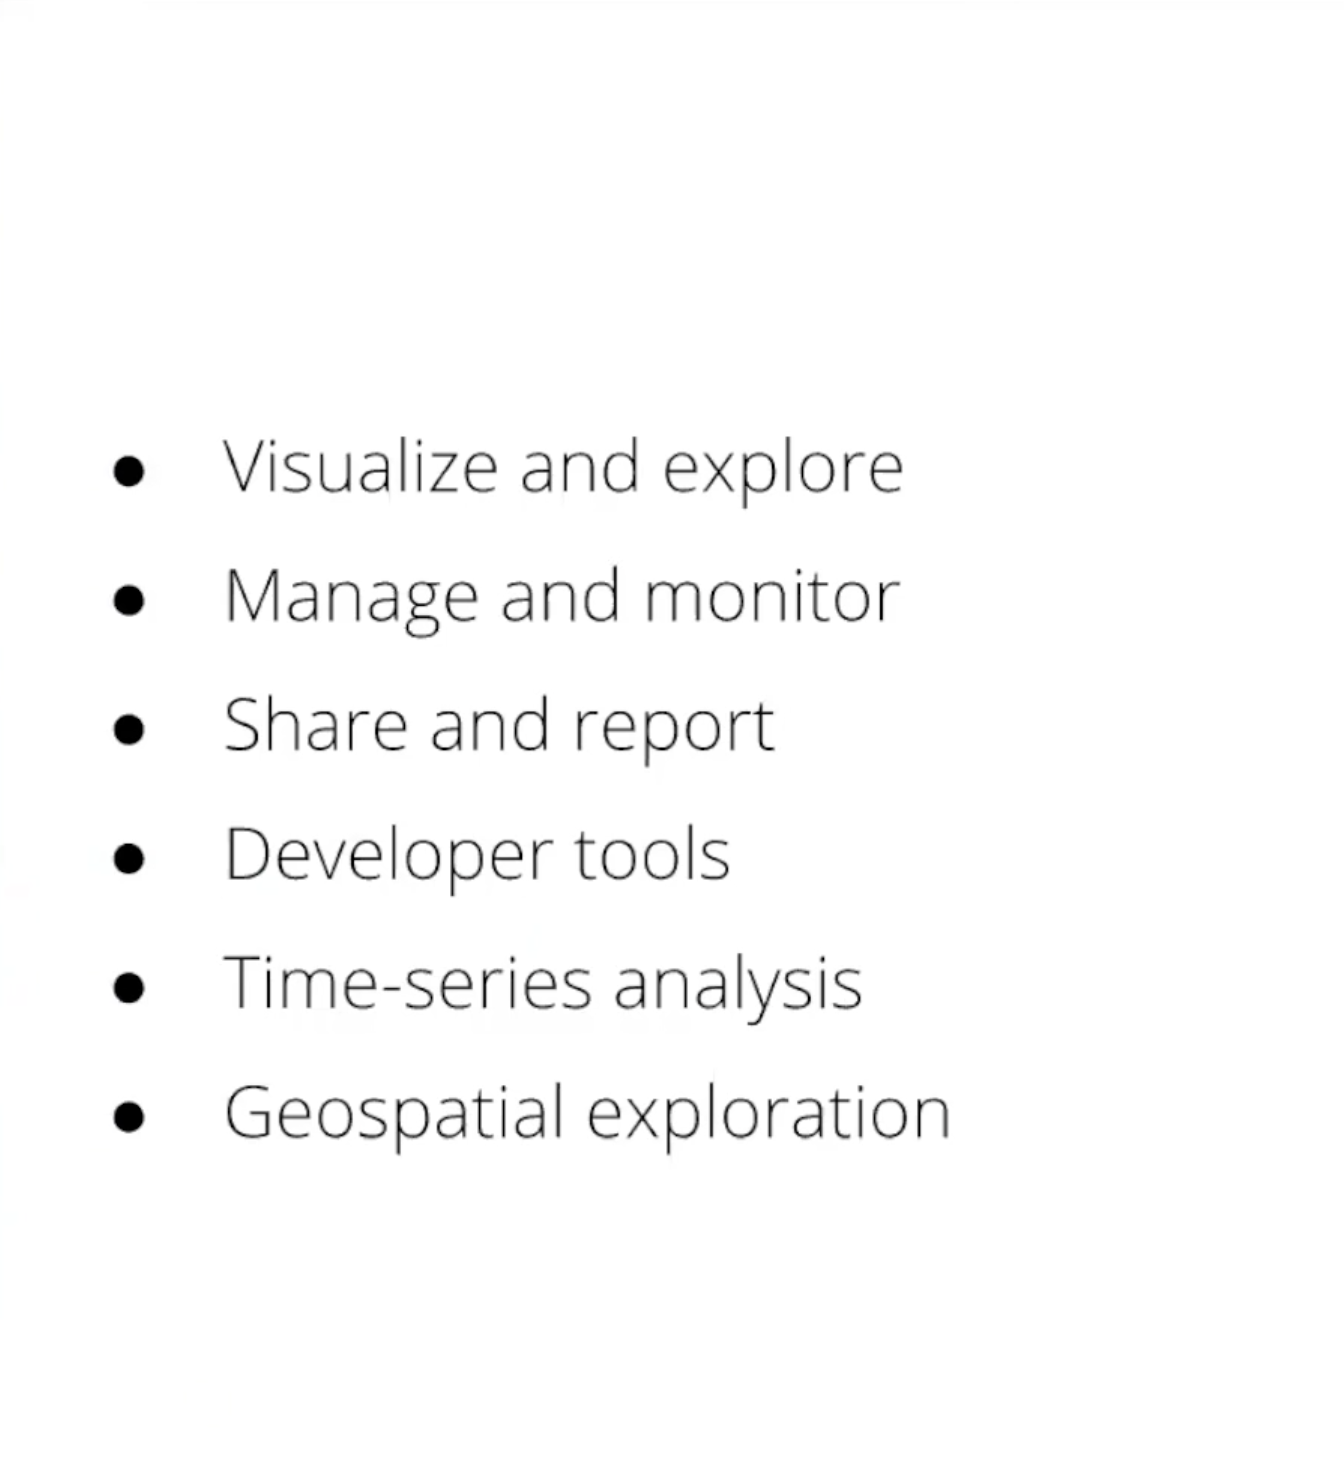 ● Visualize and explore
● Manage and monitor
● Share and report
● Developer tools
● Time-series analysis
● Geospatial exploration